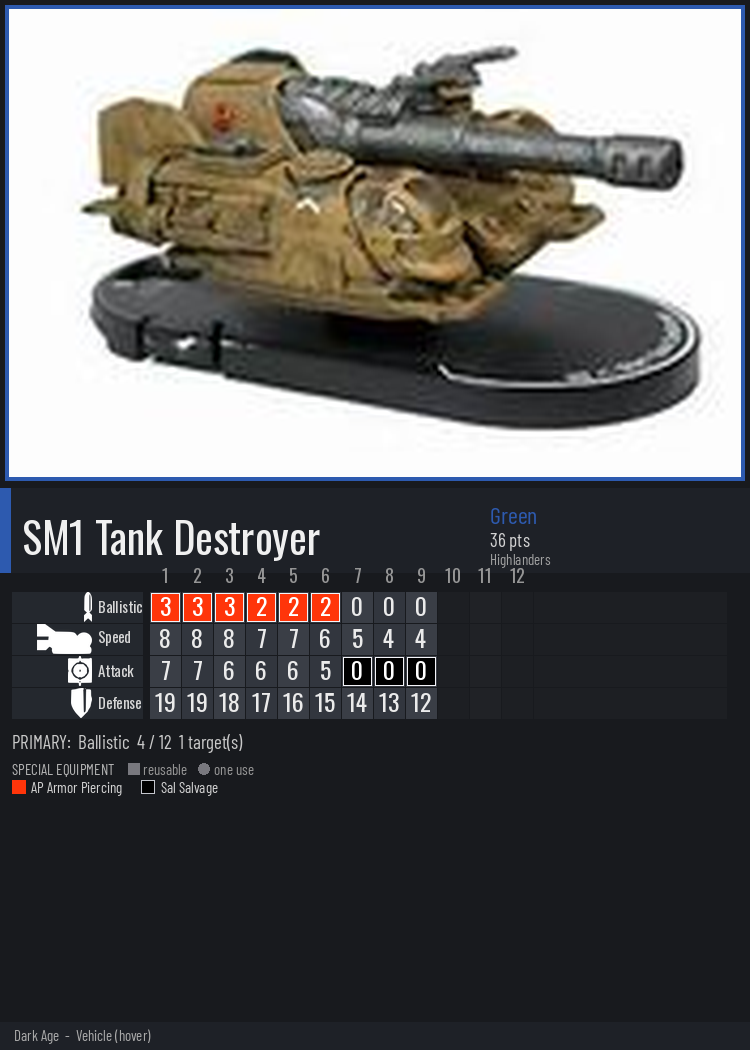 SM1 Tank Destroyer
Green
36 pts
Highlanders
1 2 3 4 5 6 7 8 9 10 11 12
Ballistic 3 3 3 2 2 2 0 0 0
Speed 8 8 8 7 7 6 5 4 4
Attack 7 7 6 6 6 5 0 0 0
Defense 19 19 18 17 16 15 14 13 12
PRIMARY: Ballistic 4 / 12 1 target(s)
SPECIAL EQUIPMENT reusable one use
AP Armor Piercing Sal Salvage
Dark Age - Vehicle (hover)